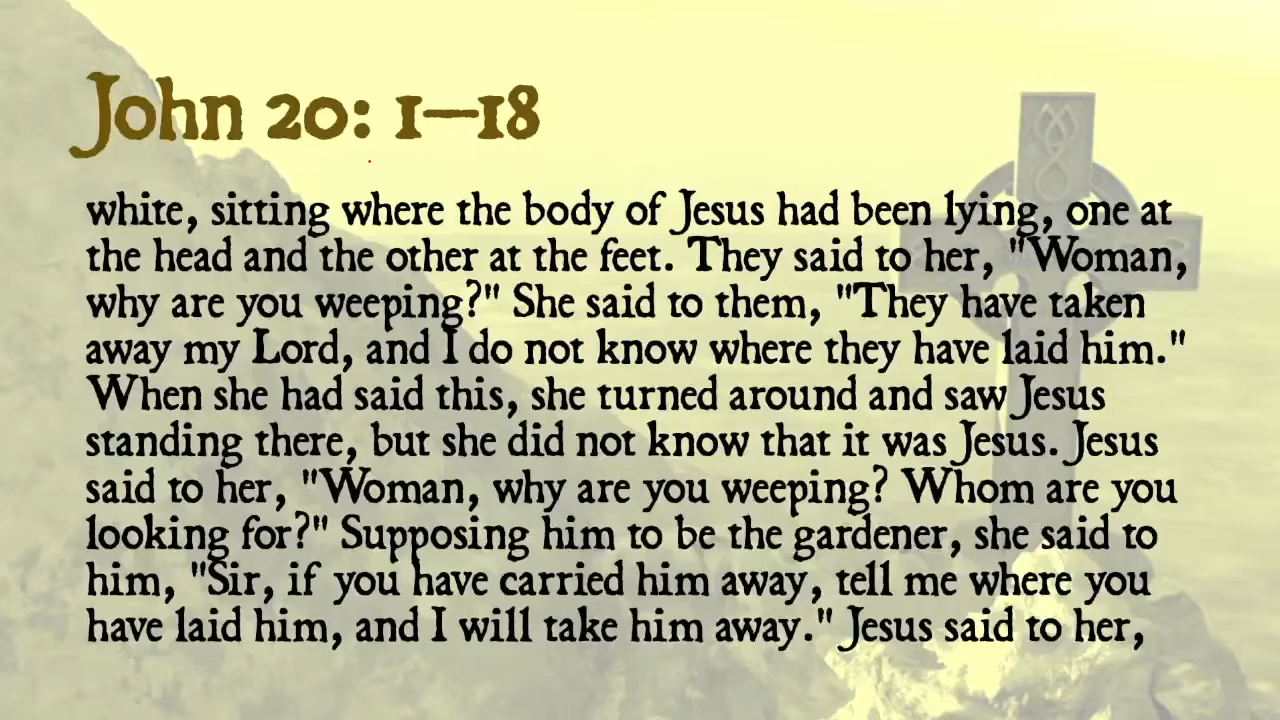 John 20: 1—18
white, sitting where the body of Jesus had been lying, one at
the head and the other at the feet. They said to her, "Woman,
why are you weeping?" She said to them, "They have taken
away my Lord, and I do not know where they have laid him."
When she had said this, she turned around and saw Jesus
standing there, but she did not know that it was Jesus. Jesus
said to her, "Woman, why are you weeping? Whom are you
looking for?" Supposing him to be the gardener, she said to
him, "Sir, if you have carried him away, tell me where you
have laid him, and I will take him away." Jesus said to her,